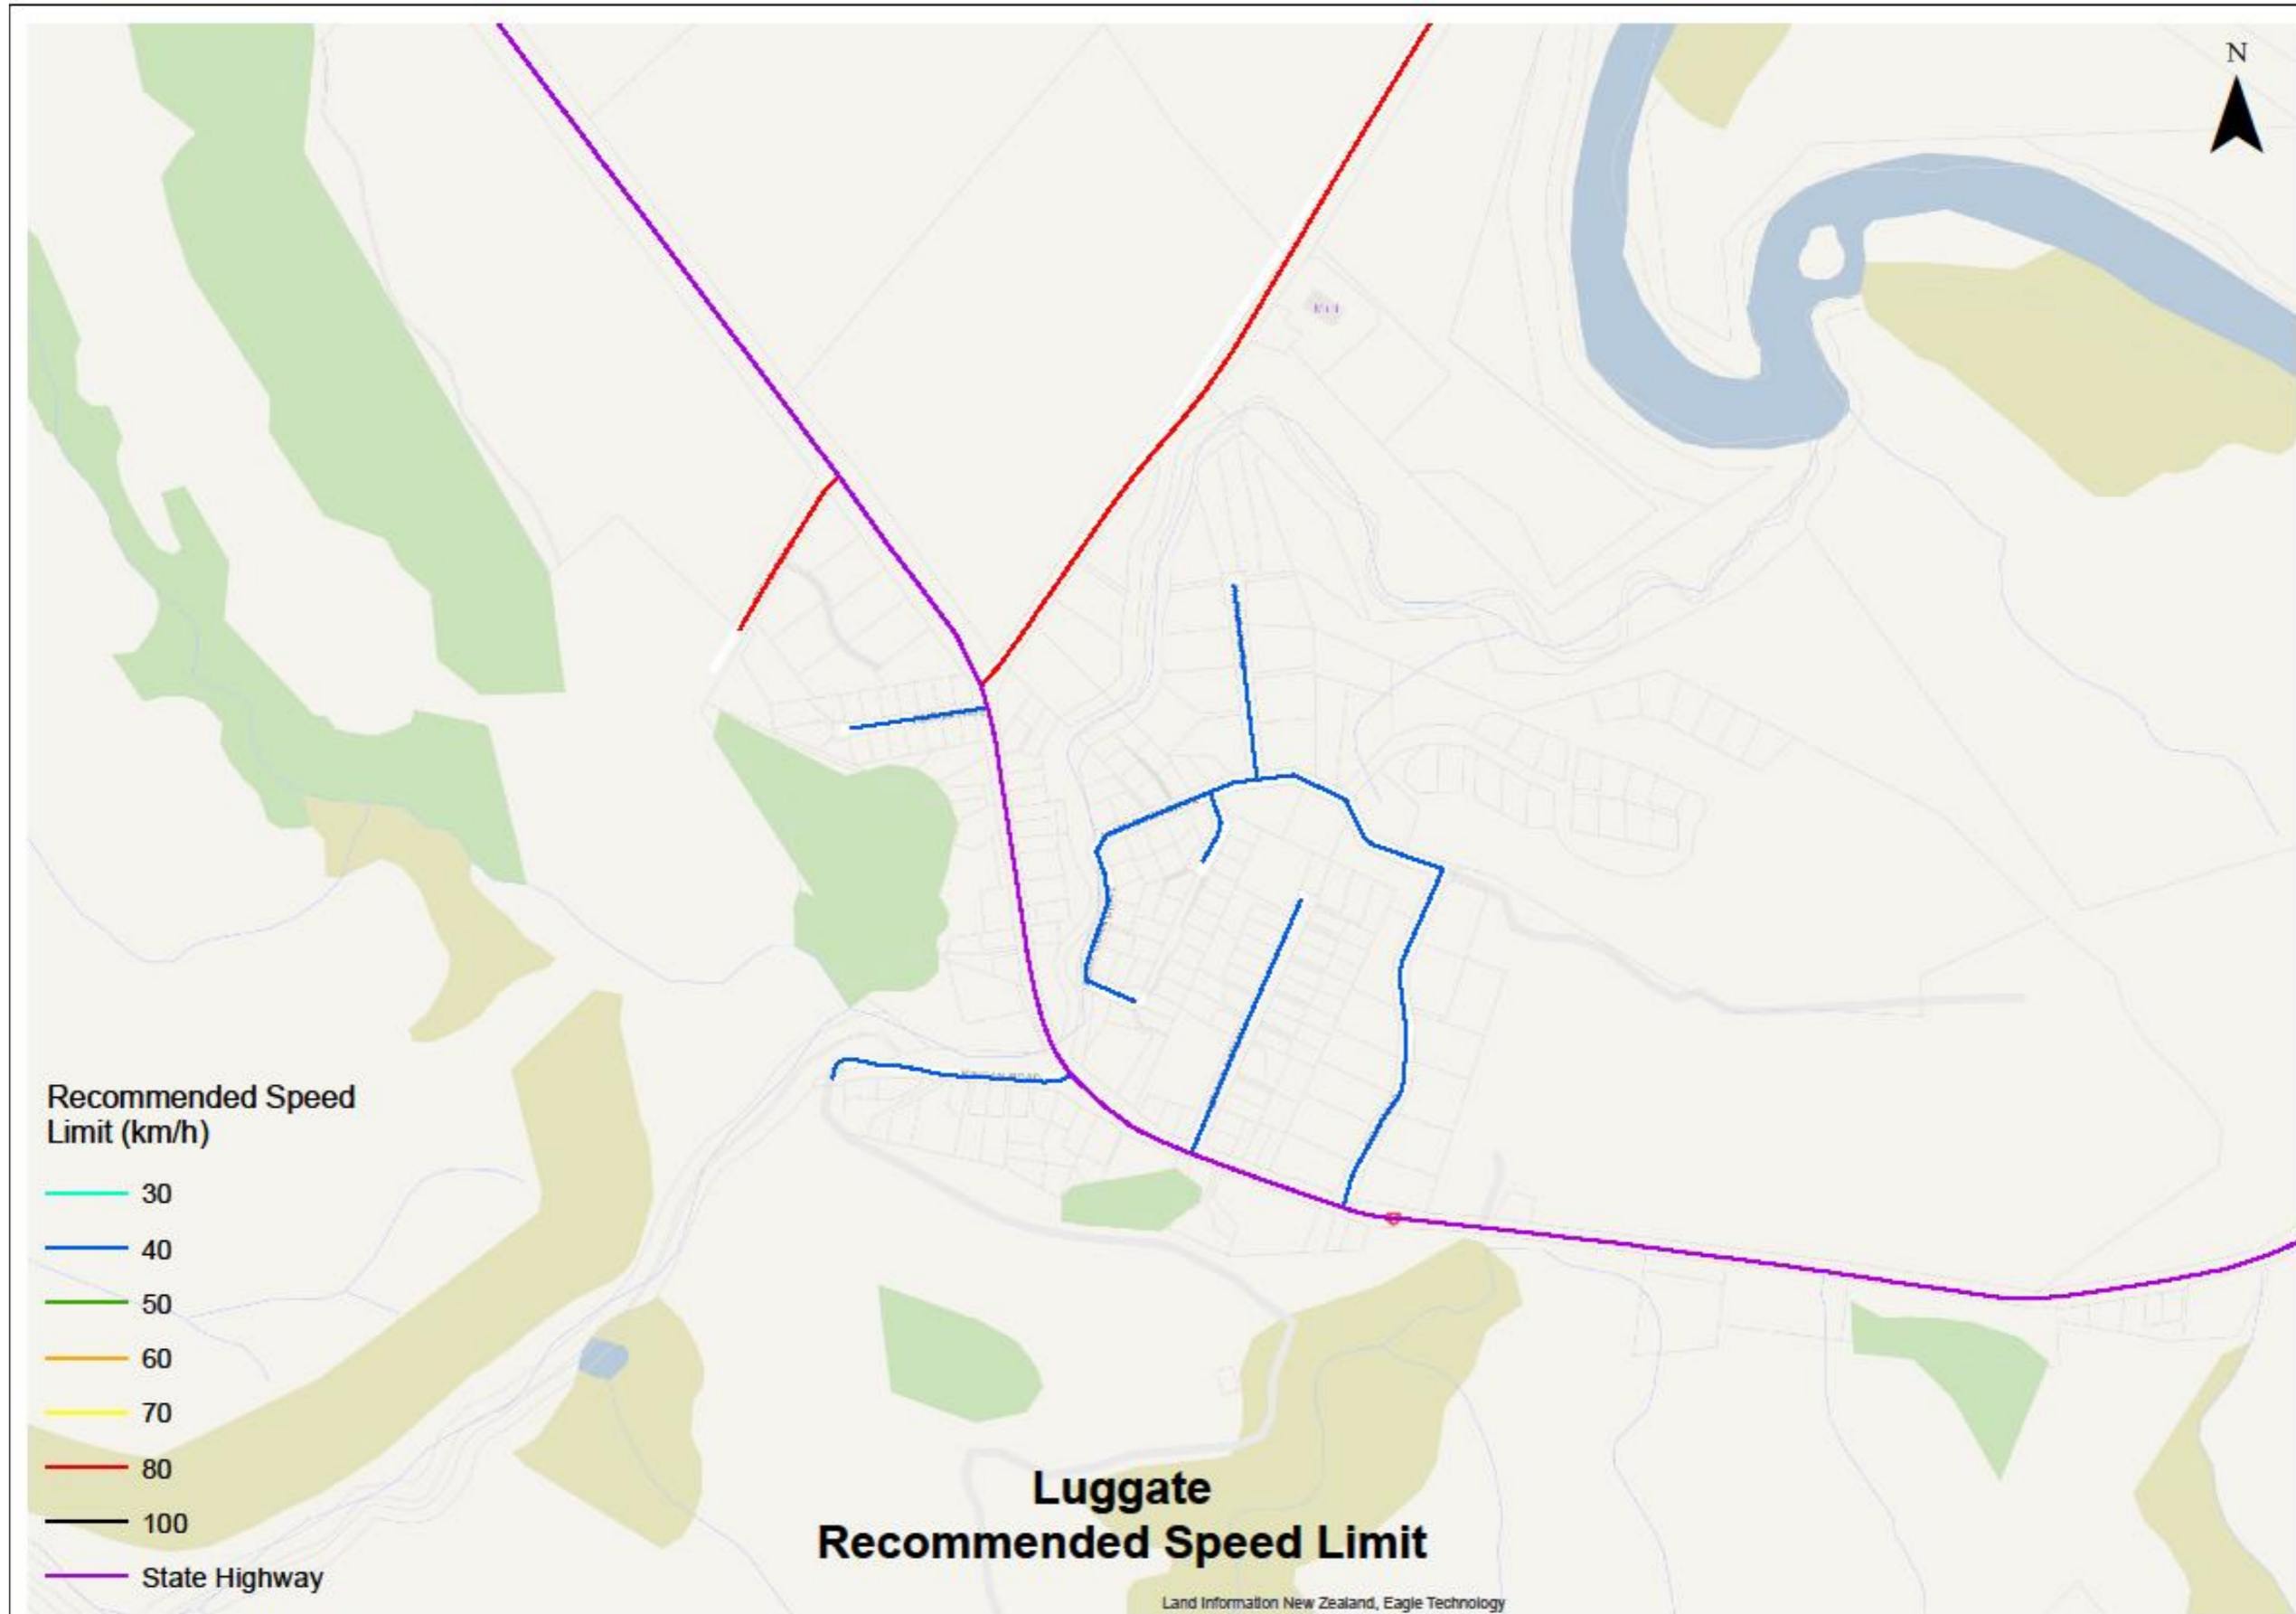 N
Mill
Recommended Speed
Limit (km/h)
30
40
50
60
70
80
100
State Highway
Luggate
Recommended Speed Limit
Land Information New Zealand, Eagle Technology